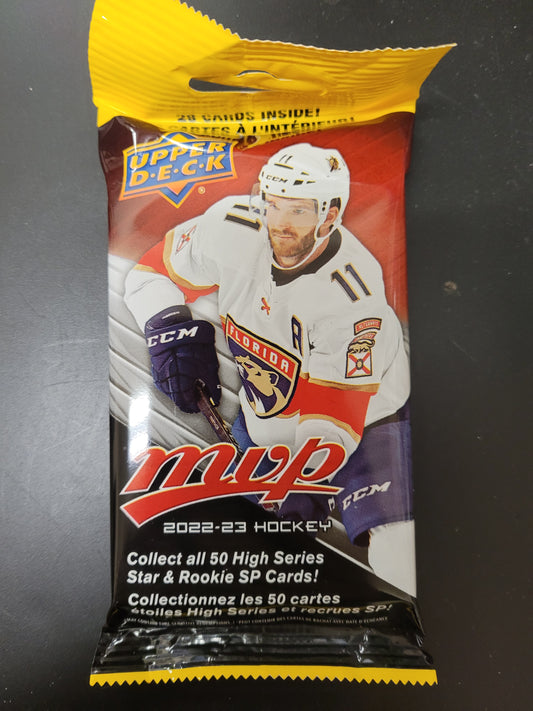 28 CARDS INSIDE!
CARTES À L'INTÉRIEUR!
UPPER
D·E·C·K
®
11
CCM
11
11
A
FLORIDA
CCM
mvp
CCM
2022-23 HOCKEY
Collect all 50 High Series
Star & Rookie SP Cards!
Collectionnez les 50 cartes
étoiles High Series et recrues SP!